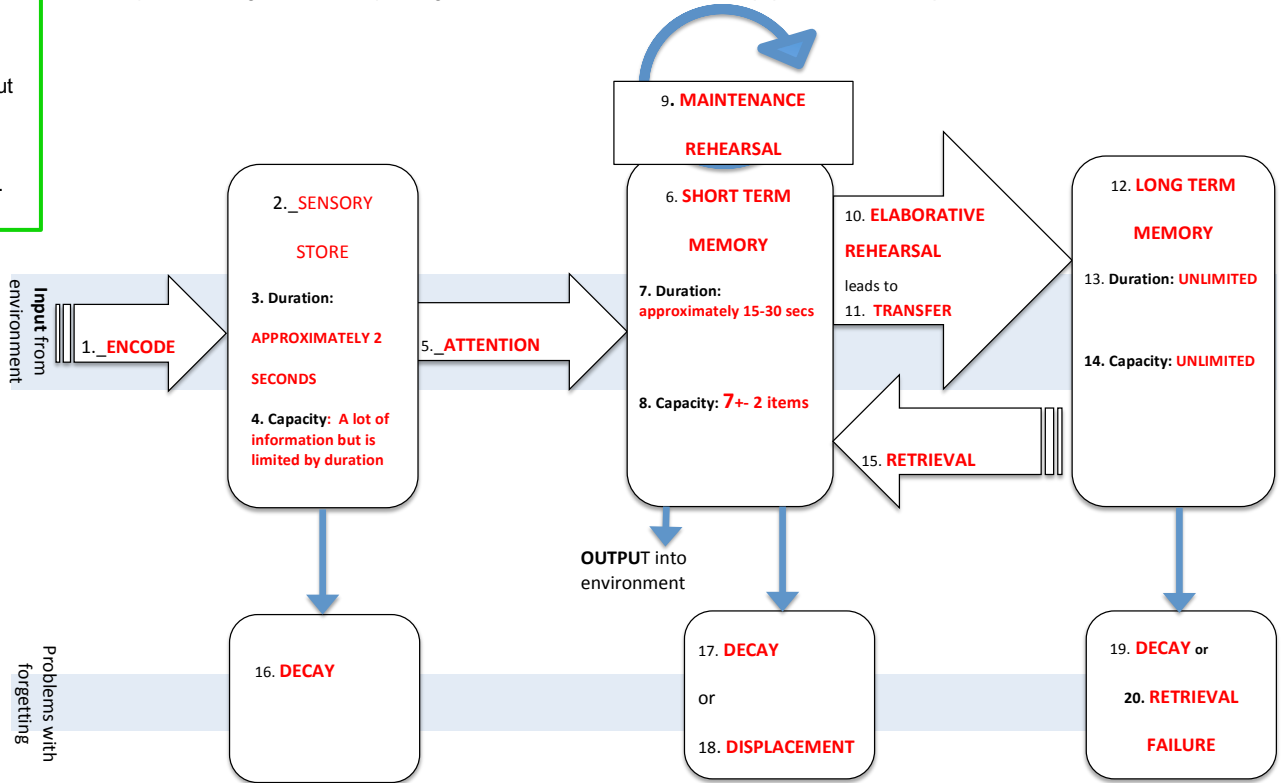 ut
.
9. MAINTENANCE
REHEARSAL
2._SENSORY
STORE
3. Duration:
APPROXIMATELY 2
SECONDS
4. Capacity: A lot of
information but is
limited by duration
Input from
environment
1._ENCODE
5._ATTENTION
6. SHORT TERM
MEMORY
7. Duration:
approximately 15-30 secs
8. Capacity: 7+- 2 items
10. ELABORATIVE
REHEARSAL
leads to
11. TRANSFER
12. LONG TERM
MEMORY
13. Duration: UNLIMITED
14. Capacity: UNLIMITED
15. RETRIEVAL
OUTPUT into
environment
Problems with
forgetting
16. DECAY
17. DECAY
or
18. DISPLACEMENT
19. DECAY or
20. RETRIEVAL
FAILURE